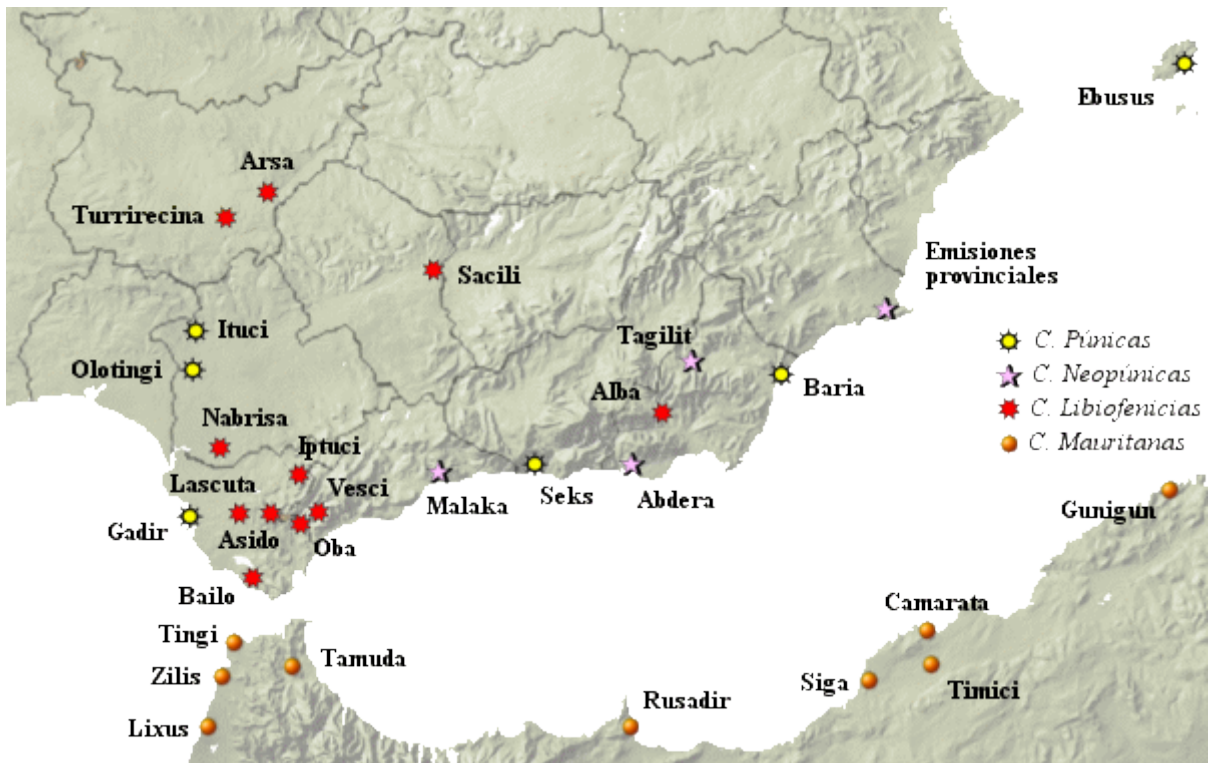 Ebusus
Arsa
Turrirecina
Emisiones
provinciales
Sacili
Ituci
Tagilit
C. Púnicas
Olotingi
C. Neopúnicas
Baria
Alba
C. Libiofenicias
Nabrisa
Iptuci
C. Mauritanas
Lascuta
Vesci
Malaka
Seks
Abdera
Gunigun
Gadir
Asido
Oba
Bailo
Camarata
Tingi
Tamuda
Zilis
Siga
Timici
Rusadir
Lixus